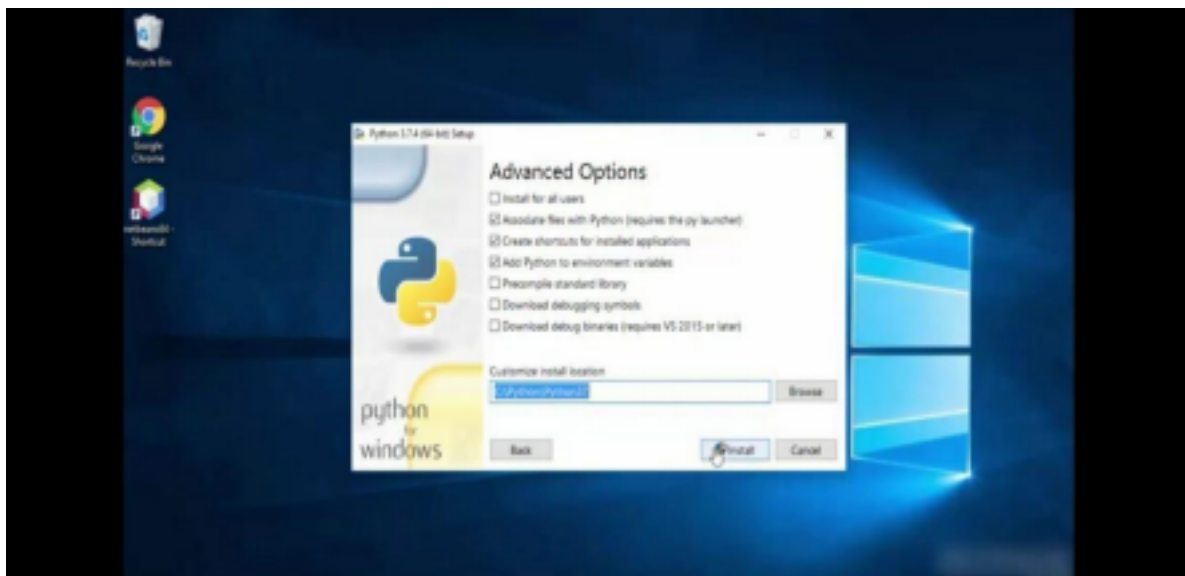 Recycle Bin
Google
Chrome
Shortcut
Python 3.7.4 (64-bit) Setup
Advanced Options
Install for all users
Associate files with Python (requires the py launcher)
Create shortcuts for installed applications
Add Python to environment variables
Precompile standard library
Download debugging symbols
Download debug binaries (requires VS 2015 or later)
Customize install location
C:\Python\Python37
Browse
python
for
windows
Back
Install
Cancel